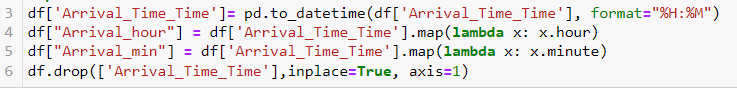 3 df['Arrival_Time_Time']= pd.to_datetime(df['Arrival_Time_Time'], format="%H:%M")
4 df["Arrival_hour"] = df['Arrival_Time_Time'].map(lambda x: x.hour)
5 df["Arrival_min"] = df['Arrival_Time_Time'].map(lambda x: x.minute)
6 df.drop(['Arrival_Time_Time'],inplace=True, axis=1)